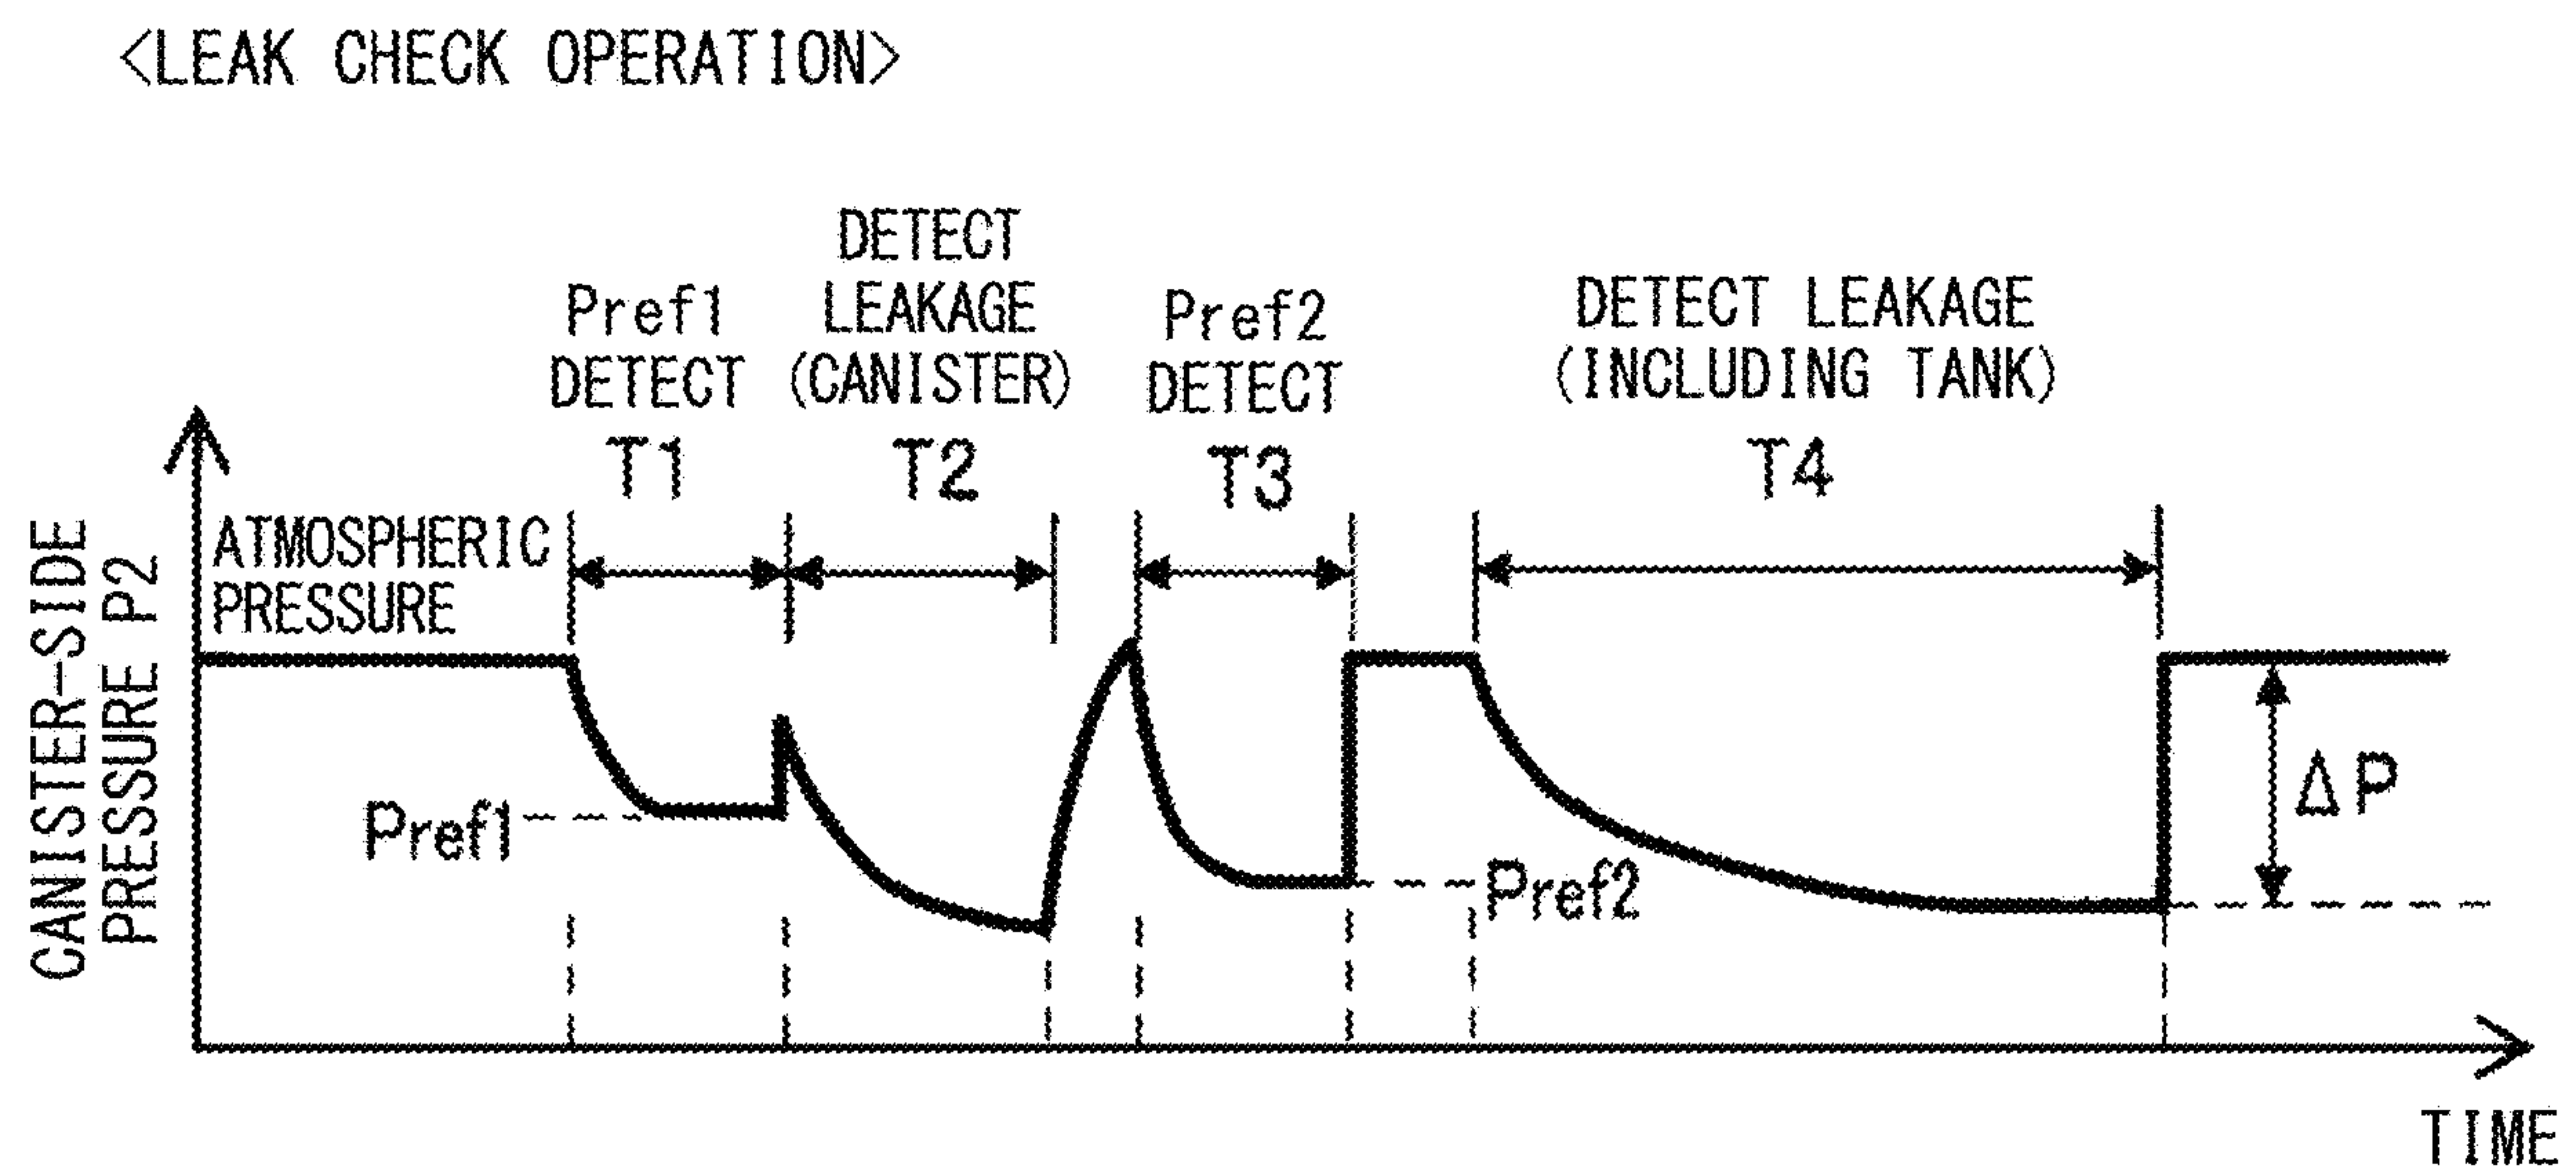 <LEAK CHECK OPERATION>
DETECT
LEAKAGE
(CANISTER)
T2
Pref1
DETECT
T1
Pref2
DETECT
T3
DETECT LEAKAGE
(INCLUDING TANK)
T4
ATMOSPHERIC
PRESSURE
CANISTER-SIDE
PRESSURE P2
Pref1
Pref2
ΔP
TIME